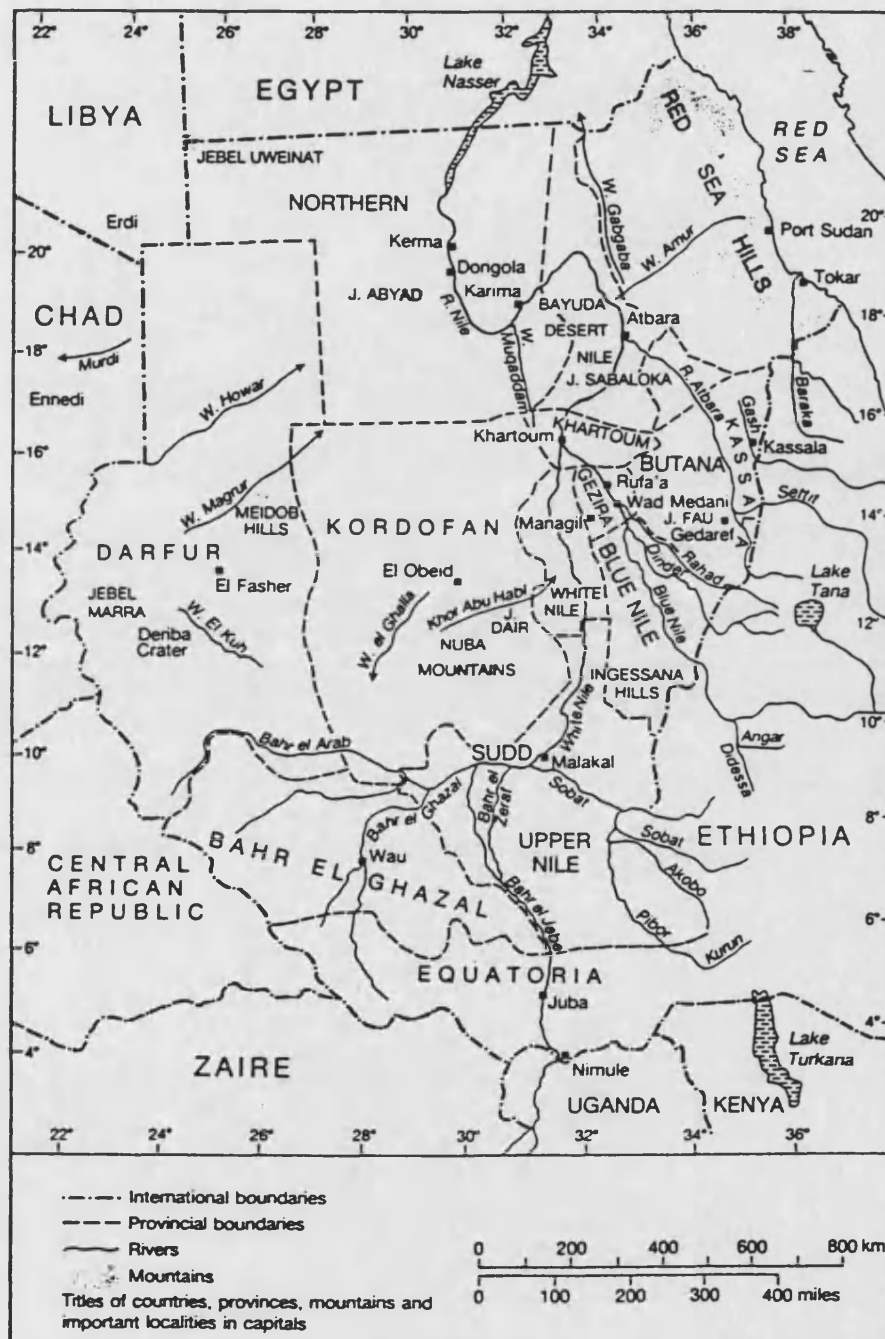 22°
24°
26°
28°
30°
32°
34°
36°
38°
Lake
Nasser
EGYPT
LIBYA
RED
SEA
HILLS
RED
SEA
JEBEL UWEINAT
NORTHERN
W. Gabgaba
Erdi
20°
Port Sudan
Kerma
W. Amur
20°
Dongola
Tokar
Karima
J. ABYAD
BAYUDA
DESERT
CHAD
R. Nile
W.
Muqaddam
Atbara
18°
NILE
18°
Murdi
J. SABALOKA
R. Atbara
Baraka
W. Howar
Gash
Ennedi
16°
KHARTOUM
KASSALA
Khartoum
Kassala
16°
BUTANA
W. Magrur
Rufa'a
GEZIRA
Settit
MEIDOB
HILLS
KORDOFAN
Wad Medani
(Managil
J. FAU
Gedaref
14°
14°
DARFUR
BLUE NILE
Rahad
Dinder
El Fasher
El Obeid
Lake
Tana
JEBEL
MARRA
Khor Abu Habl
WHITE
NILE
Blue Nile
W. El Kuh
W. el Ghalla
J.
DAIR
12°
12°
Deriba
Crater
NUBA
MOUNTAINS
INGESSANA
HILLS
White Nile
10°
10°
Bahr el Arab
SUDD
Angar
Malakal
Didessa
Bahr el Ghazal
Bahr el
Zeraf
Sobat
UPPER
NILE
Sobat
ETHIOPIA
BAHR EL GHAZAL
8°
8°
CENTRAL
AFRICAN
REPUBLIC
Wau
Akobo
Bahr el Jebel
Pibor
6°
6°
Kurun
EQUATORIA
Juba
4°
4°
Lake
Turkana
ZAIRE
Nimule
UGANDA
KENYA
22°
24°
26°
28°
30°
32°
34°
36°
International boundaries
Provincial boundaries
Rivers
Mountains
Titles of countries, provinces, mountains and
important localities in capitals
0 200 400 600 800 km
0 100 200 300 400 miles